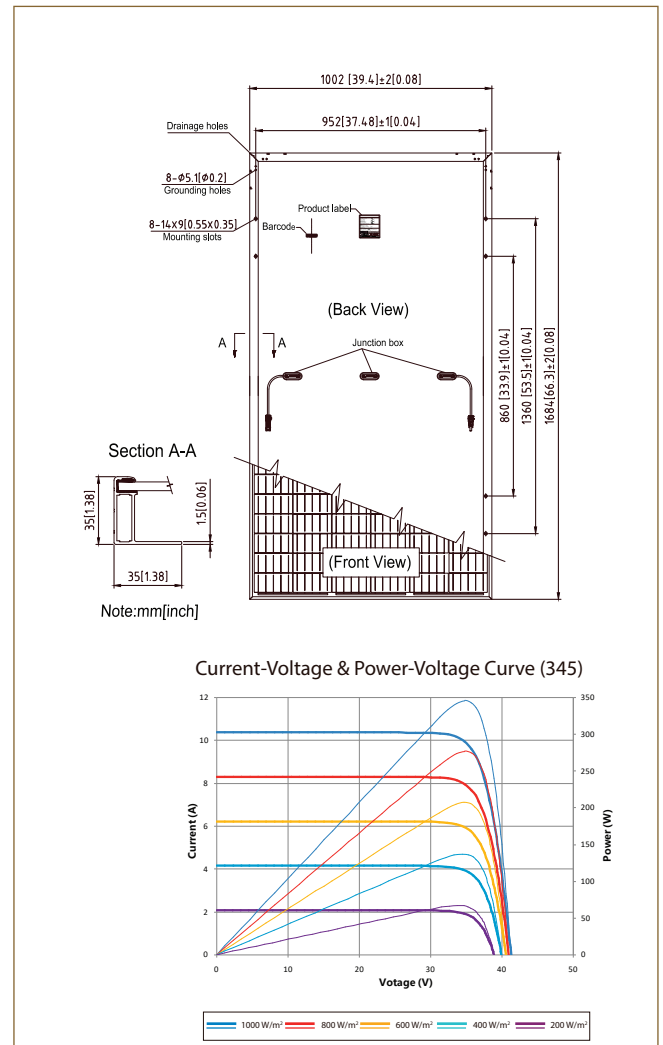 1002 [39.4]±2[0.08]
952[37.48]±1[0.04]
Drainage holes
8-Φ5.1[Φ0.2]
Grounding holes
Product label
8-14x9[0.55x0.35]
Mounting slots
Barcode
(Back View)
A
A
Junction box
860 [33.9]±1[0.04]
1360 [53.5]±1[0.04]
1684[66.3]±2[0.08]
Section A-A
35[1.38]
1.5[0.06]
35[1.38]
(Front View)
Note:mm[inch]
Current-Voltage & Power-Voltage Curve (345)
12
10
8
6
4
2
0
Current (A)
350
300
250
200
150
100
50
0
Power (W)
0
10
20
30
40
50
Votage (V)
1000 W/m²
800 W/m²
600 W/m²
400 W/m²
200 W/m²